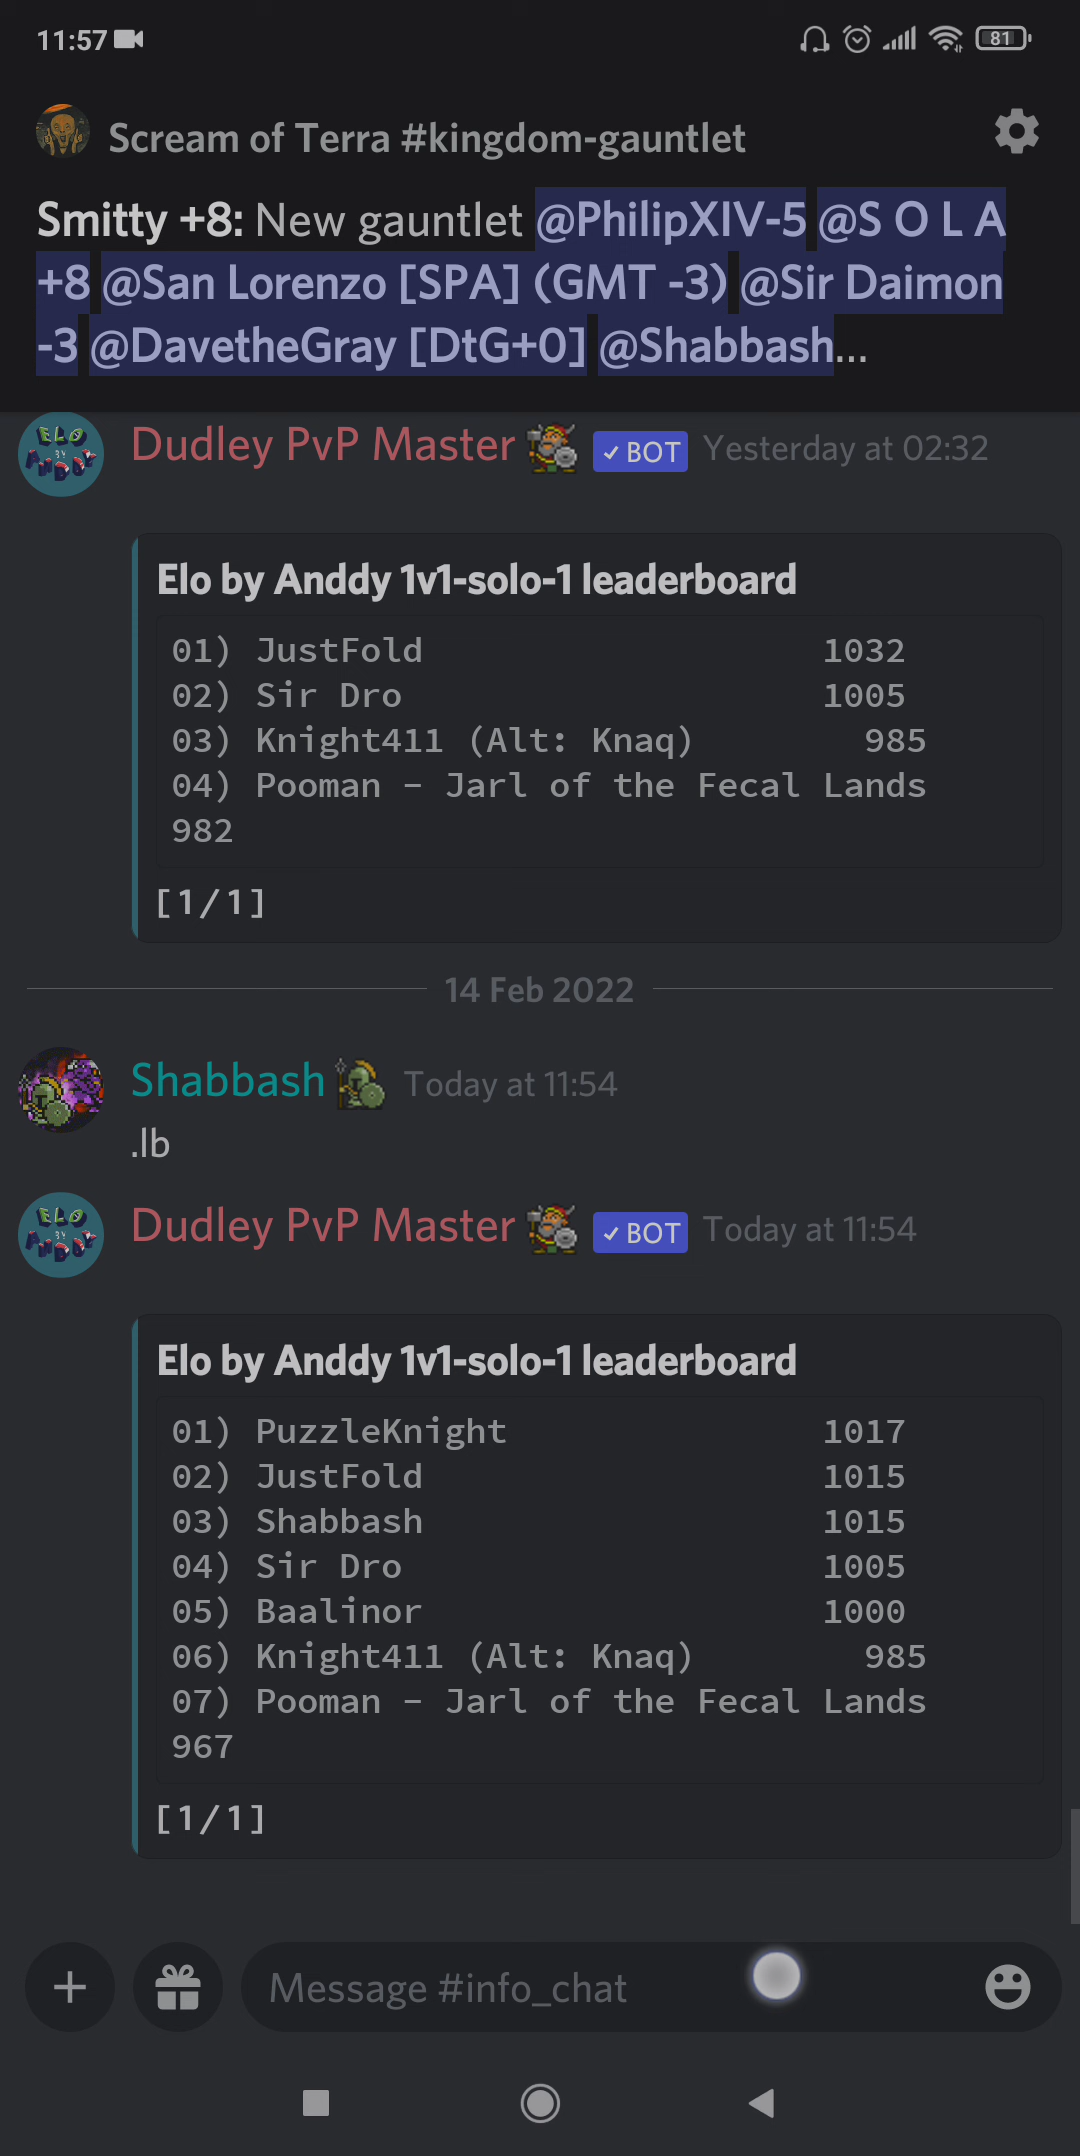 11:57 81
Scream of Terra #kingdom-gauntlet
Smitty +8: New gauntlet @PhilipXIV-5 @S O L A
+8 @San Lorenzo [SPA] (GMT -3) @Sir Daimon
-3 @DavetheGray [DtG+0] @Shabbash...
ELO
BY
ANDDY
Dudley PvP Master BOT Yesterday at 02:32
Elo by Anddy 1v1-solo-1 leaderboard
01) JustFold 1032
02) Sir Dro 1005
03) Knight411 (Alt: Knaq) 985
04) Pooman - Jarl of the Fecal Lands
982
[1/1]
14 Feb 2022
Shabbash Today at 11:54
.lb
ELO
BY
ANDDY
Dudley PvP Master BOT Today at 11:54
Elo by Anddy 1v1-solo-1 leaderboard
01) PuzzleKnight 1017
02) JustFold 1015
03) Shabbash 1015
04) Sir Dro 1005
05) Baalinor 1000
06) Knight411 (Alt: Knaq) 985
07) Pooman - Jarl of the Fecal Lands
967
[1/1]
Message #info_chat